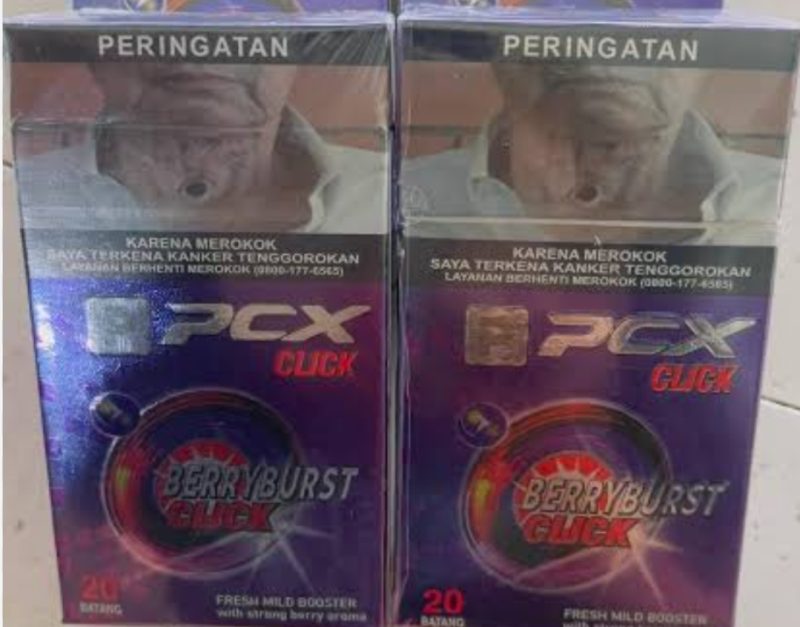 PERINGATAN
KARENA MEROKOK
SAYA TERKENA KANKER TENGGOROKAN
LAYANAN BERHENTI MEROKOK (0800-177-6565)
PCX
CLICK
BERRYBURST
CLICK
20
BATANG
FRESH MILD BOOSTER
with strong berry aroma
PERINGATAN
KARENA MEROKOK
SAYA TERKENA KANKER TENGGOROKAN
LAYANAN BERHENTI MEROKOK (0800-177-6565)
PCX
CLICK
BERRYBURST
CLICK
20
BATANG
FRESH MILD BOOSTER